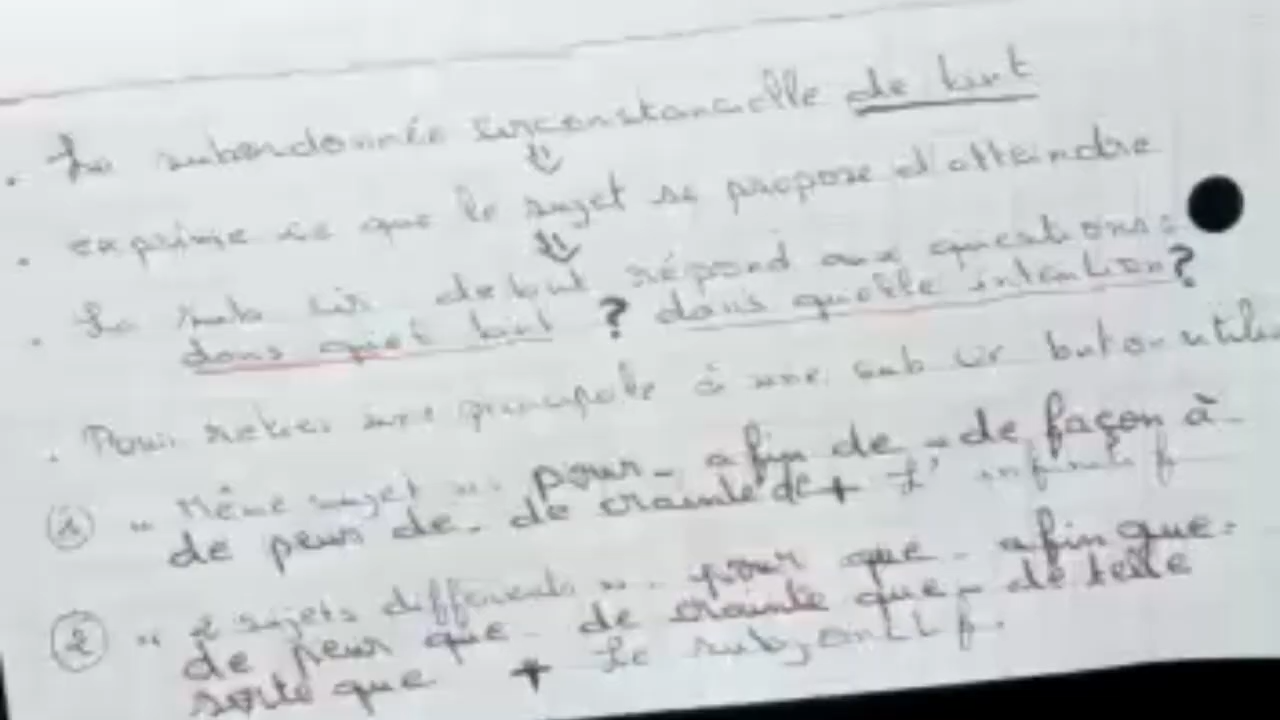 . La subordonnée circonstancielle de but
. exprime ce que le sujet se propose d'atteindre
. La sub cir de but répond aux questions :
dans quel but ? dans quelle intention ?
. Pour relier une principale à une sub cir but on utilise
① " Même sujet " : pour - afin de - de façon à -
de peur de - de crainte de + l'infinitif
② " 2 sujets différents " : pour que - afin que -
de peur que - de crainte que - de telle
sorte que + le subjonctif.